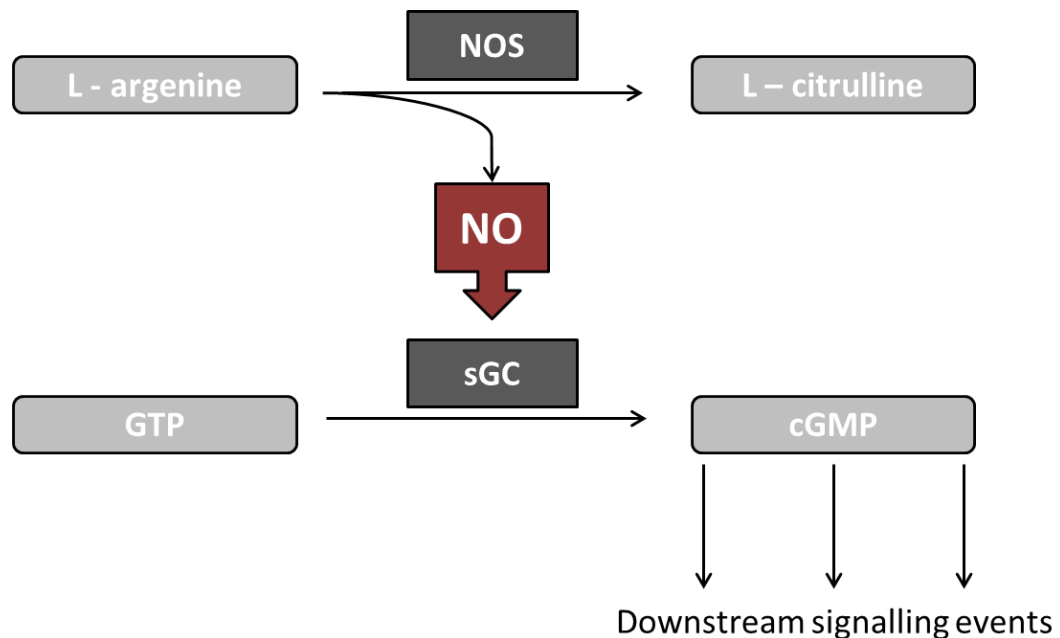 NOS
L - argenine
L – citrulline
NO
sGC
GTP
cGMP
Downstream signalling events